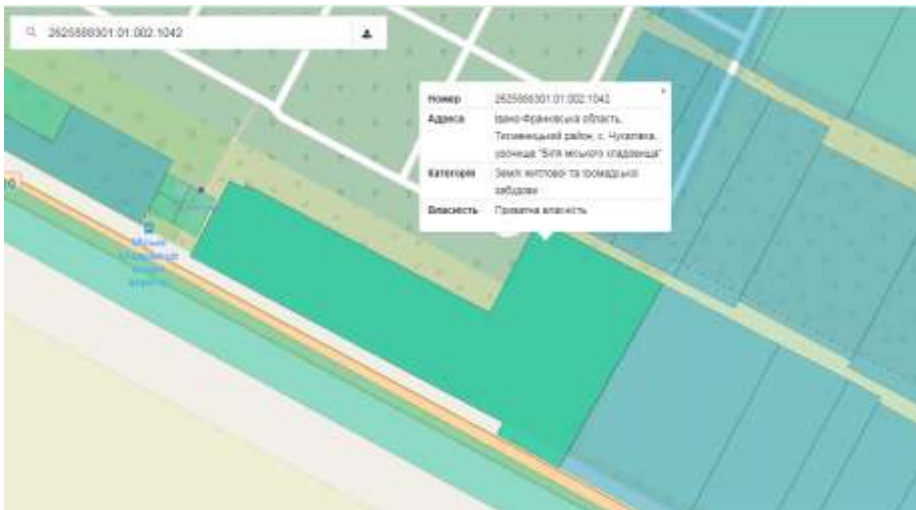 2625888301:01:002:1042
Номер 2625888301:01:002:1042
Адреса Івано-Франківська область,
Тисменицький район, с. Чукалівка,
урочище "Біля міського кладовища"
Категорія Землі житлової та громадської
забудови
Власність Приватна власність